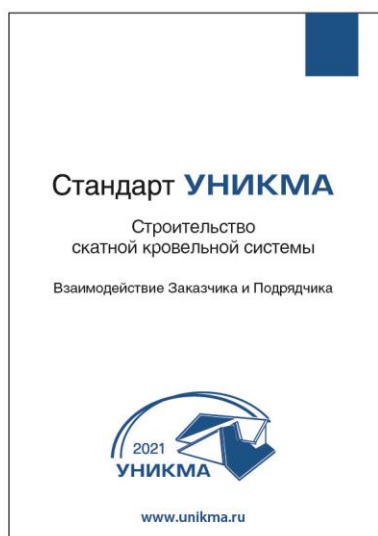 Стандарт УНИКМА
Строительство
скатной кровельной системы
Взаимодействие Заказчика и Подрядчика
2021
УНИКМА
www.unikma.ru